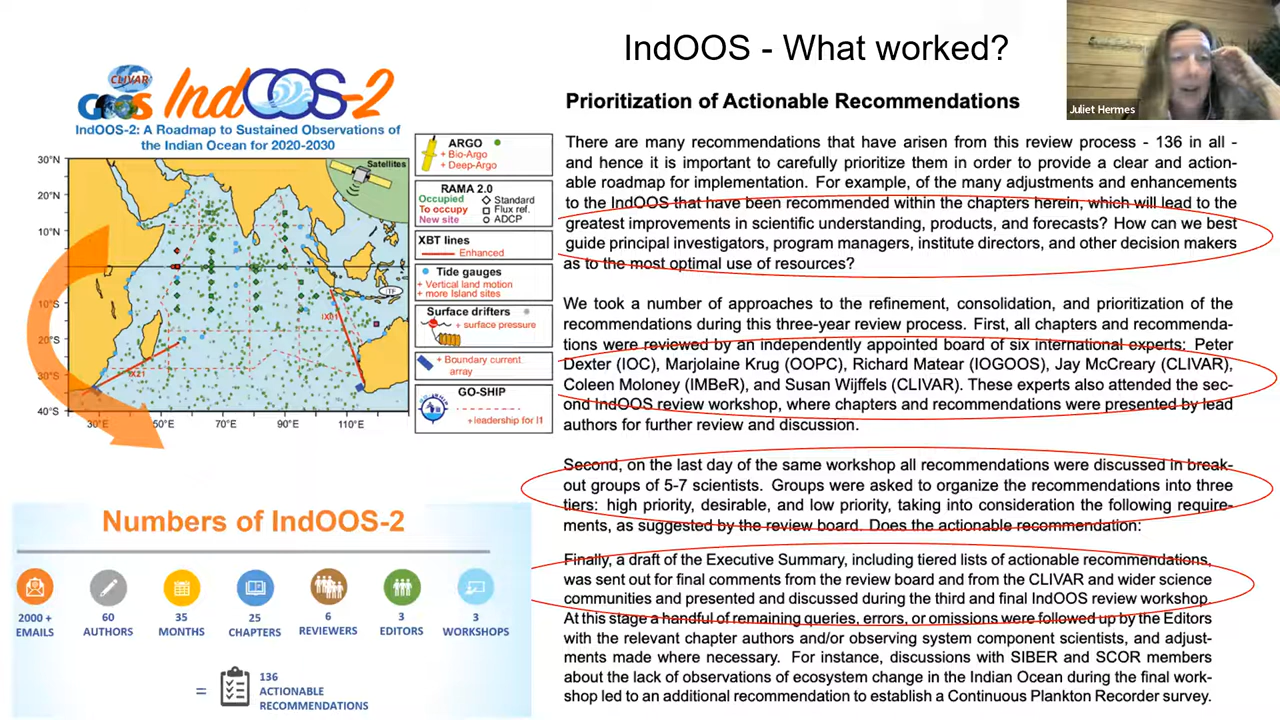 IndOOS - What worked?
Juliet Hermes
CLIVAR
GOOS
IndOOS-2
IndOOS-2: A Roadmap to Sustained Observations of
the Indian Ocean for 2020-2030
30°N
20°N
10°N
0°
10°S
20°S
30°S
40°S
30°E
50°E
70°E
90°E
110°E
Satellites
ITF
IX01
IX21
ARGO
+ Bio-Argo
+ Deep-Argo
RAMA 2.0
Occupied
To occupy
New site
Standard
Flux ref.
ADCP
XBT lines
Enhanced
Tide gauges
+ Vertical land motion
+ more Island sites
Surface drifters
+ surface pressure
+ Boundary current
array
GO-SHIP
+leadership for I1
Prioritization of Actionable Recommendations
There are many recommendations that have arisen from this review process - 136 in all -
and hence it is important to carefully prioritize them in order to provide a clear and action-
able roadmap for implementation. For example, of the many adjustments and enhancements
to the IndOOS that have been recommended within the chapters herein, which will lead to the
greatest improvements in scientific understanding, products, and forecasts? How can we best
guide principal investigators, program managers, institute directors, and other decision makers
as to the most optimal use of resources?
We took a number of approaches to the refinement, consolidation, and prioritization of the
recommendations during this three-year review process. First, all chapters and recommenda-
tions were reviewed by an independently appointed board of six international experts: Peter
Dexter (IOC), Marjolaine Krug (OOPC), Richard Matear (IOGOOS), Jay McCreary (CLIVAR),
Coleen Moloney (IMBeR), and Susan Wijffels (CLIVAR). These experts also attended the sec-
ond IndOOS review workshop, where chapters and recommendations were presented by lead
authors for further review and discussion.
Second, on the last day of the same workshop all recommendations were discussed in break-
out groups of 5-7 scientists. Groups were asked to organize the recommendations into three
tiers: high priority, desirable, and low priority, taking into consideration the following require-
ments, as suggested by the review board. Does the actionable recommendation:
Finally, a draft of the Executive Summary, including tiered lists of actionable recommendations,
was sent out for final comments from the review board and from the CLIVAR and wider science
communities and presented and discussed during the third and final IndOOS review workshop.
At this stage a handful of remaining queries, errors, or omissions were followed up by the Editors
with the relevant chapter authors and/or observing system component scientists, and adjust-
ments made where necessary. For instance, discussions with SIBER and SCOR members
about the lack of observations of ecosystem change in the Indian Ocean during the final work-
shop led to an additional recommendation to establish a Continuous Plankton Recorder survey.
Numbers of IndOOS-2
2000 +
EMAILS
60
AUTHORS
35
MONTHS
25
CHAPTERS
6
REVIEWERS
3
EDITORS
3
WORKSHOPS
=
136
ACTIONABLE
RECOMMENDATIONS